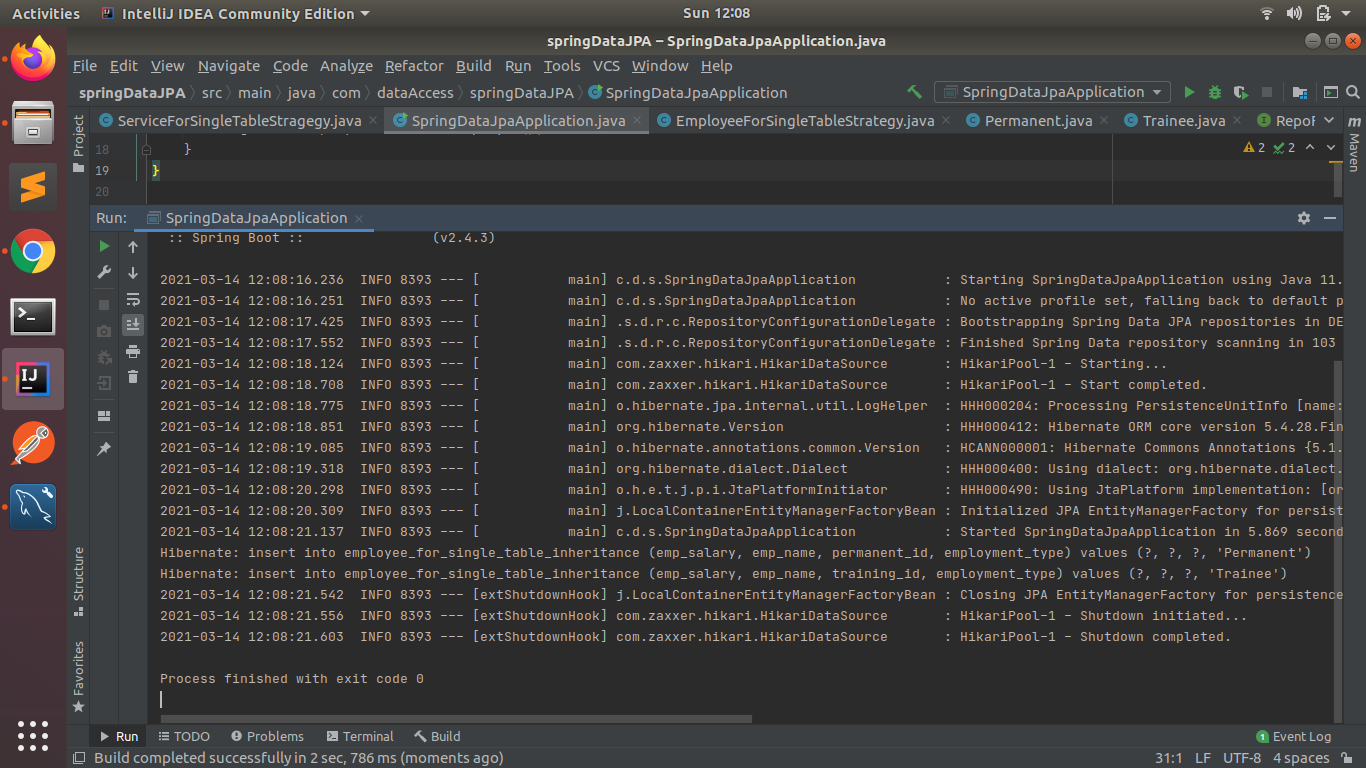 Activities IntelliJ IDEA Community Edition Sun 12:08
springDataJPA – SpringDataJpaApplication.java
File Edit View Navigate Code Analyze Refactor Build Run Tools VCS Window Help
springDataJPA src main java com dataAccess springDataJPA SpringDataJpaApplication SpringDataJpaApplication
ServiceForSingleTableStragegy.java SpringDataJpaApplication.java EmployeeForSingleTableStrategy.java Permanent.java Trainee.java RepoF
Project
Maven
18 }
2 2
19 }
20
Run: SpringDataJpaApplication
:: Spring Boot :: (v2.4.3)
2021-03-14 12:08:16.236 INFO 8393 --- [ main] c.d.s.SpringDataJpaApplication : Starting SpringDataJpaApplication using Java 11.
2021-03-14 12:08:16.251 INFO 8393 --- [ main] c.d.s.SpringDataJpaApplication : No active profile set, falling back to default p
2021-03-14 12:08:17.425 INFO 8393 --- [ main] .s.d.r.c.RepositoryConfigurationDelegate : Bootstrapping Spring Data JPA repositories in DE
2021-03-14 12:08:17.552 INFO 8393 --- [ main] .s.d.r.c.RepositoryConfigurationDelegate : Finished Spring Data repository scanning in 103
2021-03-14 12:08:18.124 INFO 8393 --- [ main] com.zaxxer.hikari.HikariDataSource : HikariPool-1 - Starting...
2021-03-14 12:08:18.708 INFO 8393 --- [ main] com.zaxxer.hikari.HikariDataSource : HikariPool-1 - Start completed.
2021-03-14 12:08:18.775 INFO 8393 --- [ main] o.hibernate.jpa.internal.util.LogHelper : HHH000204: Processing PersistenceUnitInfo [name:
2021-03-14 12:08:18.851 INFO 8393 --- [ main] org.hibernate.Version : HHH000412: Hibernate ORM core version 5.4.28.Fin
2021-03-14 12:08:19.085 INFO 8393 --- [ main] o.hibernate.annotations.common.Version : HCANN000001: Hibernate Commons Annotations {5.1.
2021-03-14 12:08:19.318 INFO 8393 --- [ main] org.hibernate.dialect.Dialect : HHH000400: Using dialect: org.hibernate.dialect.
2021-03-14 12:08:20.298 INFO 8393 --- [ main] o.h.e.t.j.p.i.JtaPlatformInitiator : HHH000490: Using JtaPlatform implementation: [or
2021-03-14 12:08:20.309 INFO 8393 --- [ main] j.LocalContainerEntityManagerFactoryBean : Initialized JPA EntityManagerFactory for persist
2021-03-14 12:08:21.137 INFO 8393 --- [ main] c.d.s.SpringDataJpaApplication : Started SpringDataJpaApplication in 5.869 second
Hibernate: insert into employee_for_single_table_inheritance (emp_salary, emp_name, permanent_id, employment_type) values (?, ?, ?, 'Permanent')
Hibernate: insert into employee_for_single_table_inheritance (emp_salary, emp_name, training_id, employment_type) values (?, ?, ?, 'Trainee')
2021-03-14 12:08:21.542 INFO 8393 --- [extShutdownHook] j.LocalContainerEntityManagerFactoryBean : Closing JPA EntityManagerFactory for persistence
2021-03-14 12:08:21.556 INFO 8393 --- [extShutdownHook] com.zaxxer.hikari.HikariDataSource : HikariPool-1 - Shutdown initiated...
2021-03-14 12:08:21.603 INFO 8393 --- [extShutdownHook] com.zaxxer.hikari.HikariDataSource : HikariPool-1 - Shutdown completed.
Process finished with exit code 0
Structure
Favorites
Run TODO Problems Terminal Build 1 Event Log
Build completed successfully in 2 sec, 786 ms (moments ago) 31:1 LF UTF-8 4 spaces